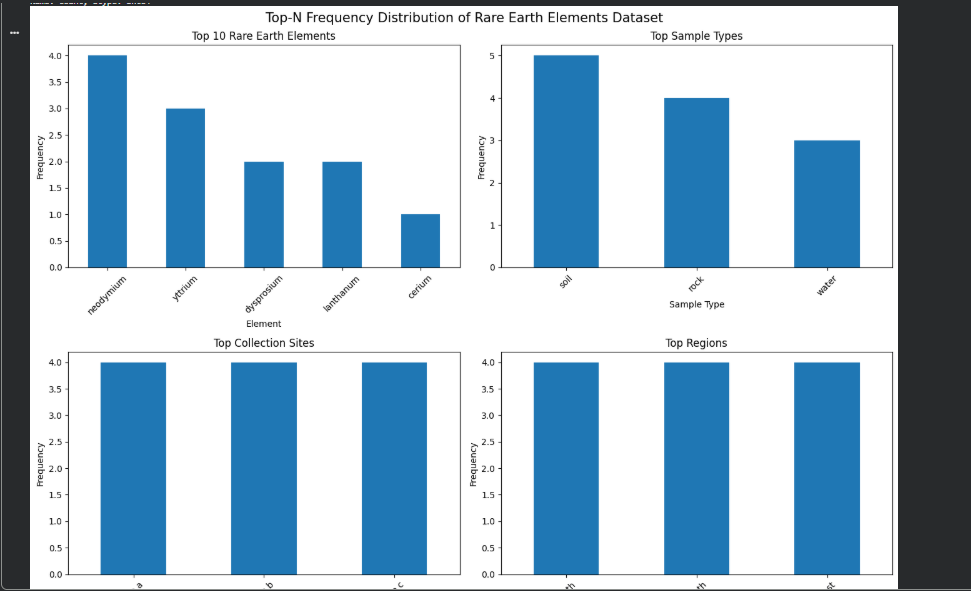 Top-N Frequency Distribution of Rare Earth Elements Dataset
Top 10 Rare Earth Elements
Frequency
4.0
3.5
3.0
2.5
2.0
1.5
1.0
0.5
0.0
neodymium
yttrium
dysprosium
lanthanum
cerium
Element
Top Sample Types
Frequency
5
4
3
2
1
0
soil
rock
water
Sample Type
Top Collection Sites
Frequency
4.0
3.5
3.0
2.5
2.0
1.5
1.0
0.5
0.0
a
b
c
Top Regions
Frequency
4.0
3.5
3.0
2.5
2.0
1.5
1.0
0.5
0.0